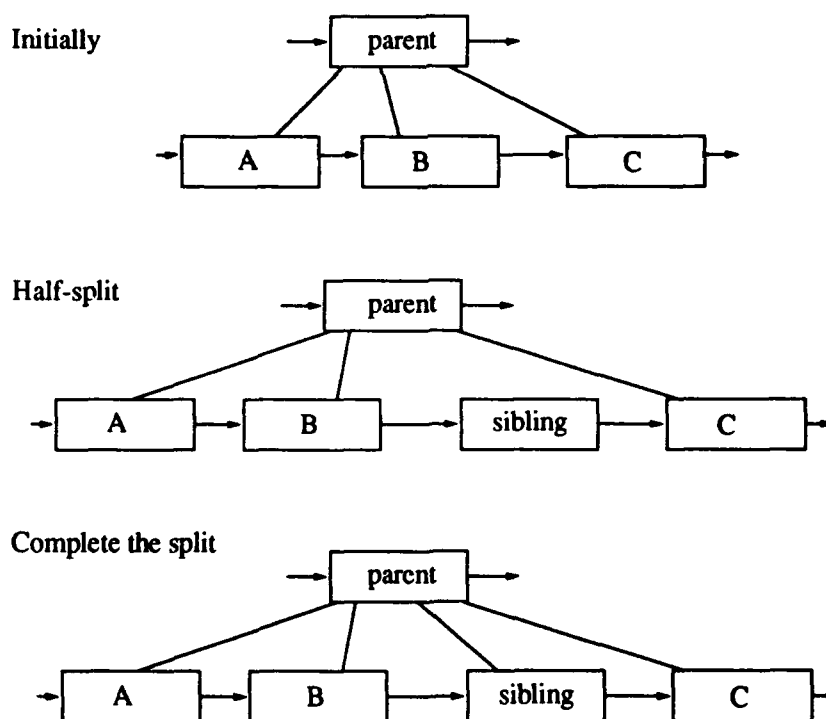 Initially
parent
A B C
Half-split
parent
A B sibling C
Complete the split
parent
A B sibling C